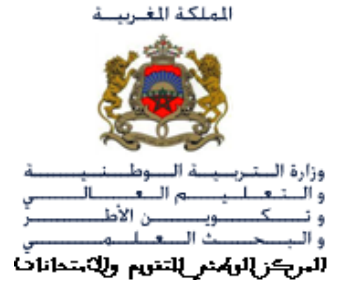 المملكة المغربية
وزارة التربية الوطنية
و التعليم العالي
و تكوين الأطر
و البحث العلمي
المركز الوطني للتقويم والامتحانات